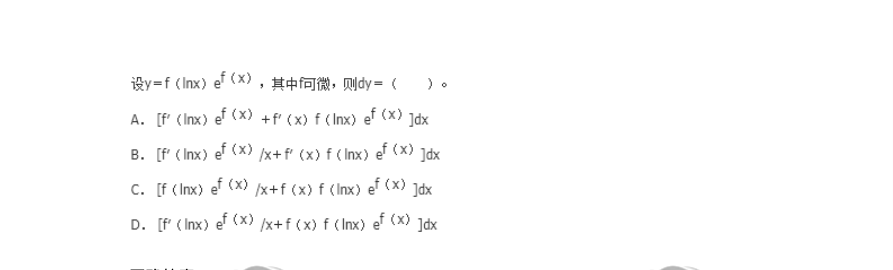 设y=f（lnx）e^f（x），其中f可微，则dy=（　　）。
A. [f′（lnx）e^f（x）+f′（x）f（lnx）e^f（x）]dx
B. [f′（lnx）e^f（x）/x+f′（x）f（lnx）e^f（x）]dx
C. [f（lnx）e^f（x）/x+f（x）f（lnx）e^f（x）]dx
D. [f′（lnx）e^f（x）/x+f（x）f（lnx）e^f（x）]dx